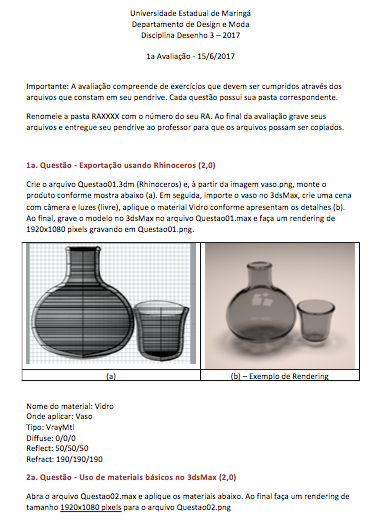 Universidade Estadual de Maringá
Departamento de Design e Moda
Disciplina Desenho 3 – 2017
1a Avaliação - 15/6/2017
Importante: A avaliação compreende de exercícios que devem ser cumpridos através dos
arquivos que constam em seu pendrive. Cada questão possui sua pasta correspondente.
Renomeie a pasta RAXXXX com o número do seu RA. Ao final da avaliação grave seus
arquivos e entregue seu pendrive ao professor para que os arquivos possam ser copiados.
1a. Questão - Exportação usando Rhinoceros (2,0)
Crie o arquivo Questao01.3dm (Rhinoceros) e, à partir da imagem vaso.png, monte o
produto conforme mostra abaixo (a). Em seguida, importe o vaso no 3dsMax, crie uma cena
com câmera e luzes (livre), aplique o material Vidro conforme apresentam os detalhes (b).
Ao final, grave o modelo no 3dsMax no arquivo Questao01.max e faça um rendering de
1920x1080 pixels gravando em Questao01.png.
(a)
(b) – Exemplo de Rendering
Nome do material: Vidro
Onde aplicar: Vaso
Tipo: VrayMtl
Diffuse: 0/0/0
Reflect: 50/50/50
Refract: 190/190/190
2a. Questão - Uso de materiais básicos no 3dsMax (2,0)
Abra o arquivo Questao02.max e aplique os materiais abaixo. Ao final faça um rendering de
tamanho 1920x1080 pixels para o arquivo Questao02.png